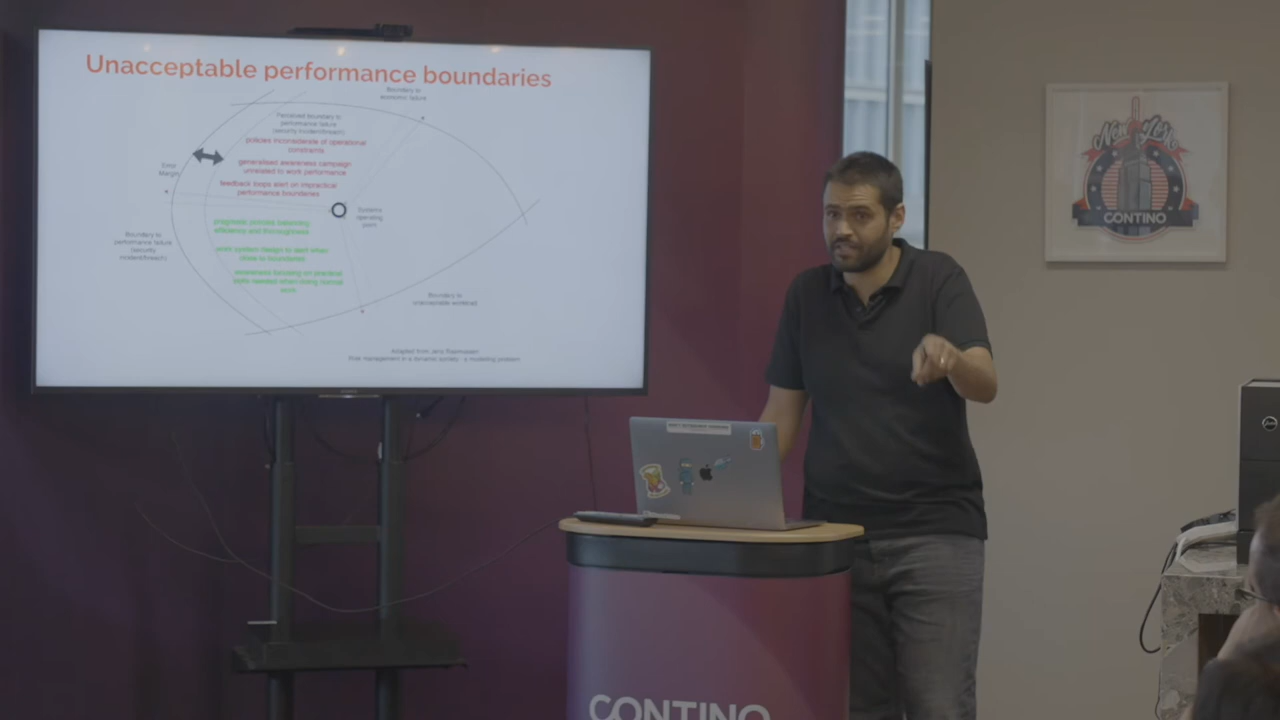 Unacceptable performance boundaries
Boundary to
economic failure
Perceived boundary to
performance failure
(security incident/breach)
policies inconsiderate of operational
constraints
Error
Margin
generalised awareness campaign
unrelated to work performance
feedback loops alert on impractical
performance boundaries
Systems
operating
point
pragmatic policies balancing
efficiency and thoroughness
Boundary to
performance failure
(security
incident/breach)
work system design to alert when
close to boundaries
awareness focusing on practical
skills needed when doing normal
work
Boundary to
unacceptable workload
Adapted from Jens Rasmussen
Risk management in a dynamic society - a modelling problem
New York
CONTINO
CONTINO